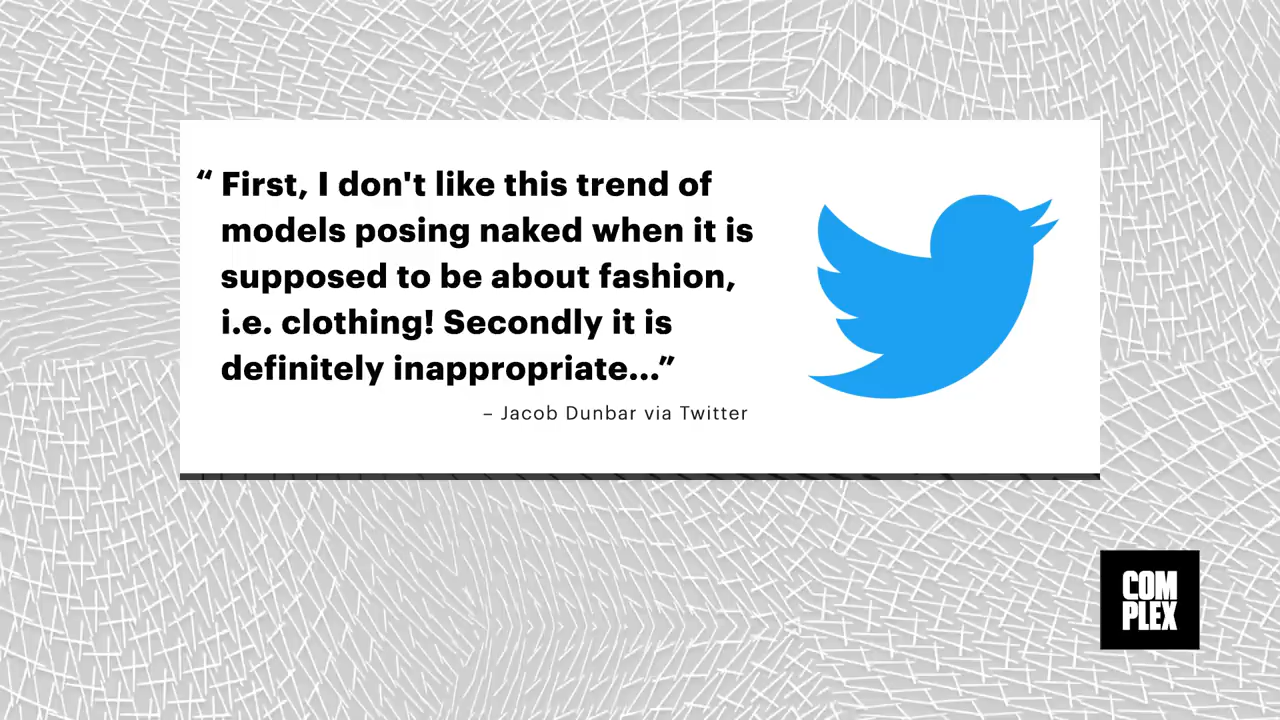 “ First, I don't like this trend of
models posing naked when it is
supposed to be about fashion,
i.e. clothing! Secondly it is
definitely inappropriate...”
– Jacob Dunbar via Twitter
COM
PLEX